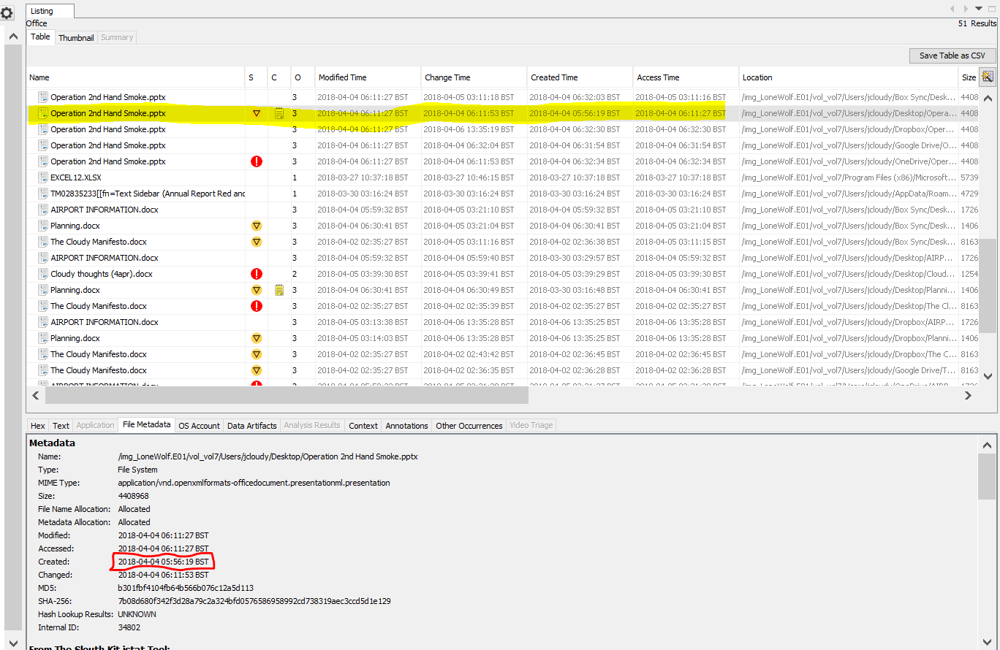 Listing
Office
51 Results
Table Thumbnail Summary
Save Table as CSV
Name S C O Modified Time Change Time Created Time Access Time Location Size
Operation 2nd Hand Smoke.pptx 3 2018-04-04 06:11:27 BST 2018-04-05 03:11:18 BST 2018-04-04 06:32:03 BST 2018-04-05 03:11:16 BST /img_LoneWolf.E01/vol_vol7/Users/jcloudy/Box Sync/Desk... 4408
Operation 2nd Hand Smoke.pptx 3 2018-04-04 06:11:27 BST 2018-04-04 06:11:53 BST 2018-04-04 05:56:19 BST 2018-04-04 06:11:27 BST /img_LoneWolf.E01/vol_vol7/Users/jcloudy/Desktop/Opera... 4408
Operation 2nd Hand Smoke.pptx 3 2018-04-04 06:11:27 BST 2018-04-06 13:35:19 BST 2018-04-04 06:32:30 BST 2018-04-04 06:32:30 BST /img_LoneWolf.E01/vol_vol7/Users/jcloudy/Dropbox/Oper... 4408
Operation 2nd Hand Smoke.pptx 3 2018-04-04 06:11:27 BST 2018-04-04 06:32:04 BST 2018-04-04 06:31:54 BST 2018-04-04 06:31:54 BST /img_LoneWolf.E01/vol_vol7/Users/jcloudy/Google Drive/O... 4408
Operation 2nd Hand Smoke.pptx 3 2018-04-04 06:11:27 BST 2018-04-04 06:11:53 BST 2018-04-04 06:32:34 BST 2018-04-04 06:32:34 BST /img_LoneWolf.E01/vol_vol7/Users/jcloudy/OneDrive/Oper... 4408
EXCEL12.XLSX 1 2018-03-27 10:37:18 BST 2018-03-27 10:46:15 BST 2018-03-27 10:37:18 BST 2018-03-27 10:37:18 BST /img_LoneWolf.E01/vol_vol7/Program Files (x86)/Microsoft... 5739
TM02835233[[fn=Text Sidebar (Annual Report Red and 1 2018-03-30 03:16:24 BST 2018-03-30 03:16:24 BST 2018-03-30 03:16:24 BST 2018-03-30 03:16:24 BST /img_LoneWolf.E01/vol_vol7/Users/jcloudy/AppData/Roam... 4729
AIRPORT INFORMATION.docx 3 2018-04-04 05:59:32 BST 2018-04-05 03:21:10 BST 2018-04-04 05:59:32 BST 2018-04-05 03:21:10 BST /img_LoneWolf.E01/vol_vol7/Users/jcloudy/Box Sync/Desk... 1726
Planning.docx 3 2018-04-04 06:30:41 BST 2018-04-05 03:21:04 BST 2018-04-04 06:30:41 BST 2018-04-05 03:21:04 BST /img_LoneWolf.E01/vol_vol7/Users/jcloudy/Box Sync/Desk... 1406
The Cloudy Manifesto.docx 3 2018-04-02 02:35:27 BST 2018-04-05 03:11:16 BST 2018-04-02 02:36:38 BST 2018-04-05 03:11:15 BST /img_LoneWolf.E01/vol_vol7/Users/jcloudy/Box Sync/Desk... 8163
AIRPORT INFORMATION.docx 3 2018-04-04 05:59:32 BST 2018-04-04 05:59:40 BST 2018-03-30 03:29:57 BST 2018-04-04 05:59:32 BST /img_LoneWolf.E01/vol_vol7/Users/jcloudy/Desktop/AIRP... 1726
Cloudy thoughts (4apr).docx 2 2018-04-05 03:39:30 BST 2018-04-05 03:39:41 BST 2018-04-05 03:39:29 BST 2018-04-05 03:39:30 BST /img_LoneWolf.E01/vol_vol7/Users/jcloudy/Desktop/Cloud... 1254
Planning.docx 3 2018-04-04 06:30:41 BST 2018-04-04 06:30:49 BST 2018-03-30 03:16:48 BST 2018-04-04 06:30:41 BST /img_LoneWolf.E01/vol_vol7/Users/jcloudy/Desktop/Planni... 1406
The Cloudy Manifesto.docx 3 2018-04-02 02:35:27 BST 2018-04-04 02:35:39 BST 2018-04-02 02:35:27 BST 2018-04-02 02:35:27 BST /img_LoneWolf.E01/vol_vol7/Users/jcloudy/Desktop/The Cl... 8163
AIRPORT INFORMATION.docx 3 2018-04-05 03:13:38 BST 2018-04-06 13:35:28 BST 2018-04-06 13:35:25 BST 2018-04-06 13:35:28 BST /img_LoneWolf.E01/vol_vol7/Users/jcloudy/Dropbox/AIRP... 1726
Planning.docx 3 2018-04-05 03:14:03 BST 2018-04-06 13:35:28 BST 2018-04-06 13:35:25 BST 2018-04-06 13:35:28 BST /img_LoneWolf.E01/vol_vol7/Users/jcloudy/Dropbox/Planni... 1406
The Cloudy Manifesto.docx 3 2018-04-02 02:35:27 BST 2018-04-02 02:43:42 BST 2018-04-02 02:36:45 BST 2018-04-02 02:36:45 BST /img_LoneWolf.E01/vol_vol7/Users/jcloudy/Dropbox/The C... 8163
The Cloudy Manifesto.docx 3 2018-04-02 02:35:27 BST 2018-04-02 02:36:35 BST 2018-04-02 02:36:28 BST 2018-04-02 02:36:28 BST /img_LoneWolf.E01/vol_vol7/Users/jcloudy/Google Drive/T... 8163
Hex Text Application File Metadata OS Account Data Artifacts Analysis Results Context Annotations Other Occurrences Video Triage
Metadata
Name: /img_LoneWolf.E01/vol_vol7/Users/jcloudy/Desktop/Operation 2nd Hand Smoke.pptx
Type: File System
MIME Type: application/vnd.openxmlformats-officedocument.presentationml.presentation
Size: 4408968
File Name Allocation: Allocated
Metadata Allocation: Allocated
Modified: 2018-04-04 06:11:27 BST
Accessed: 2018-04-04 06:11:27 BST
Created: 2018-04-04 05:56:19 BST
Changed: 2018-04-04 06:11:53 BST
MD5: b301fbf4104fb64b566b076c12a5d113
SHA-256: 7b08d680f342f3d28a79c2a324bfd0576586958992cd738319aec3ccd5d1e129
Hash Lookup Results: UNKNOWN
Internal ID: 34802
From The Sleuth Kit istat Tool: